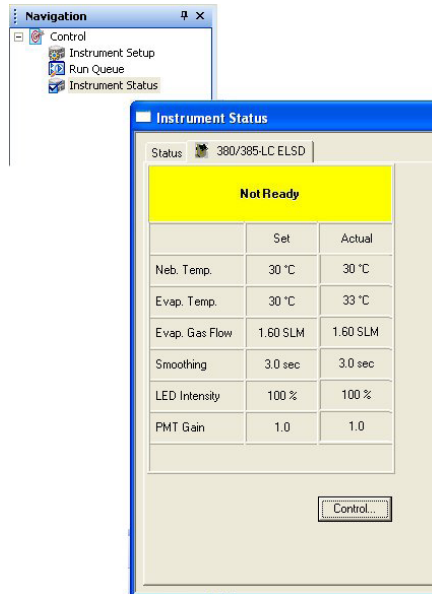 Navigation
Control
Instrument Setup
Run Queue
Instrument Status
Instrument Status
Status 380/385-LC ELSD
Not Ready
Set Actual
Neb. Temp. 30 °C 30 °C
Evap. Temp. 30 °C 33 °C
Evap. Gas Flow 1.60 SLM 1.60 SLM
Smoothing 3.0 sec 3.0 sec
LED Intensity 100 % 100 %
PMT Gain 1.0 1.0
Control...